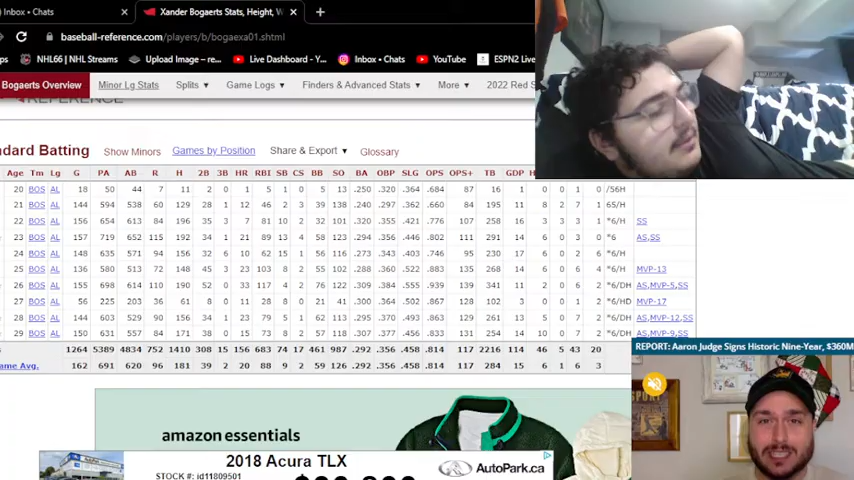 Inbox • Chats × Xander Bogaerts Stats, Height, W × +
baseball-reference.com/players/b/bogaexa01.shtml
NHL66 | NHL Streams Upload Image – re... Live Dashboard - Y... Inbox • Chats YouTube ESPN2 Live
Bogaerts Overview Minor Lg Stats Splits Game Logs Finders & Advanced Stats More 2022 Red S
REFERENCE
ndard Batting Show Minors Games by Position Share & Export Glossary
Age Tm Lg G PA AB R H 2B 3B HR RBI SB CS BB SO BA OBP SLG OPS OPS+ TB GDP
20 BOS AL 18 50 44 7 11 2 0 1 5 1 0 5 13 .250 .320 .364 .684 87 16 1 0 0 1 0 /56H
21 BOS AL 144 594 538 60 129 28 1 12 46 2 3 39 138 .240 .297 .362 .660 84 195 11 8 2 7 1 65/H
22 BOS AL 156 654 613 84 196 35 3 7 81 10 2 32 101 .320 .355 .421 .776 107 258 16 3 3 3 1 *6/H SS
23 BOS AL 157 719 652 115 192 34 1 21 89 13 4 58 123 .294 .356 .446 .802 111 291 14 6 0 3 0 *6 AS,SS
24 BOS AL 148 635 571 94 156 32 6 10 62 15 1 56 116 .273 .343 .403 .746 95 230 17 6 0 2 6 *6/H
25 BOS AL 136 580 513 72 148 45 3 23 103 8 2 55 102 .288 .360 .522 .883 135 268 14 6 0 6 4 *6/H MVP-13
26 BOS AL 155 698 614 110 190 52 0 33 117 4 2 76 122 .309 .384 .555 .939 139 341 11 2 0 6 2 *6/DH AS,MVP-5,SS
27 BOS AL 56 225 203 36 61 8 0 11 28 8 0 21 41 .300 .364 .502 .867 128 102 3 0 0 1 2 *6/HD MVP-17
28 BOS AL 144 603 529 90 156 34 1 23 79 5 1 62 113 .295 .370 .493 .863 127 261 13 5 0 7 2 *6/DH AS,MVP-12,SS
29 BOS AL 150 631 557 84 171 38 0 15 73 8 2 57 118 .307 .377 .456 .833 254 14 10 0 7 2 *6/DH AS,MVP-9,SS
1264 5389 4834 752 1410 308 15 156 683 74 17 461 987 .292 .356 .458 .814 117 2216 114 46 5 43 20
ame Avg. 162 691 620 96 181 39 2 20 88 9 2 59 126 .292 .356 .458 .814 117 284 15 6 1 6 3
REPORT: Aaron Judge Signs Historic Nine-Year, $360M
amazon essentials
2018 Acura TLX
STOCK #: id11809501
AutoPark.ca